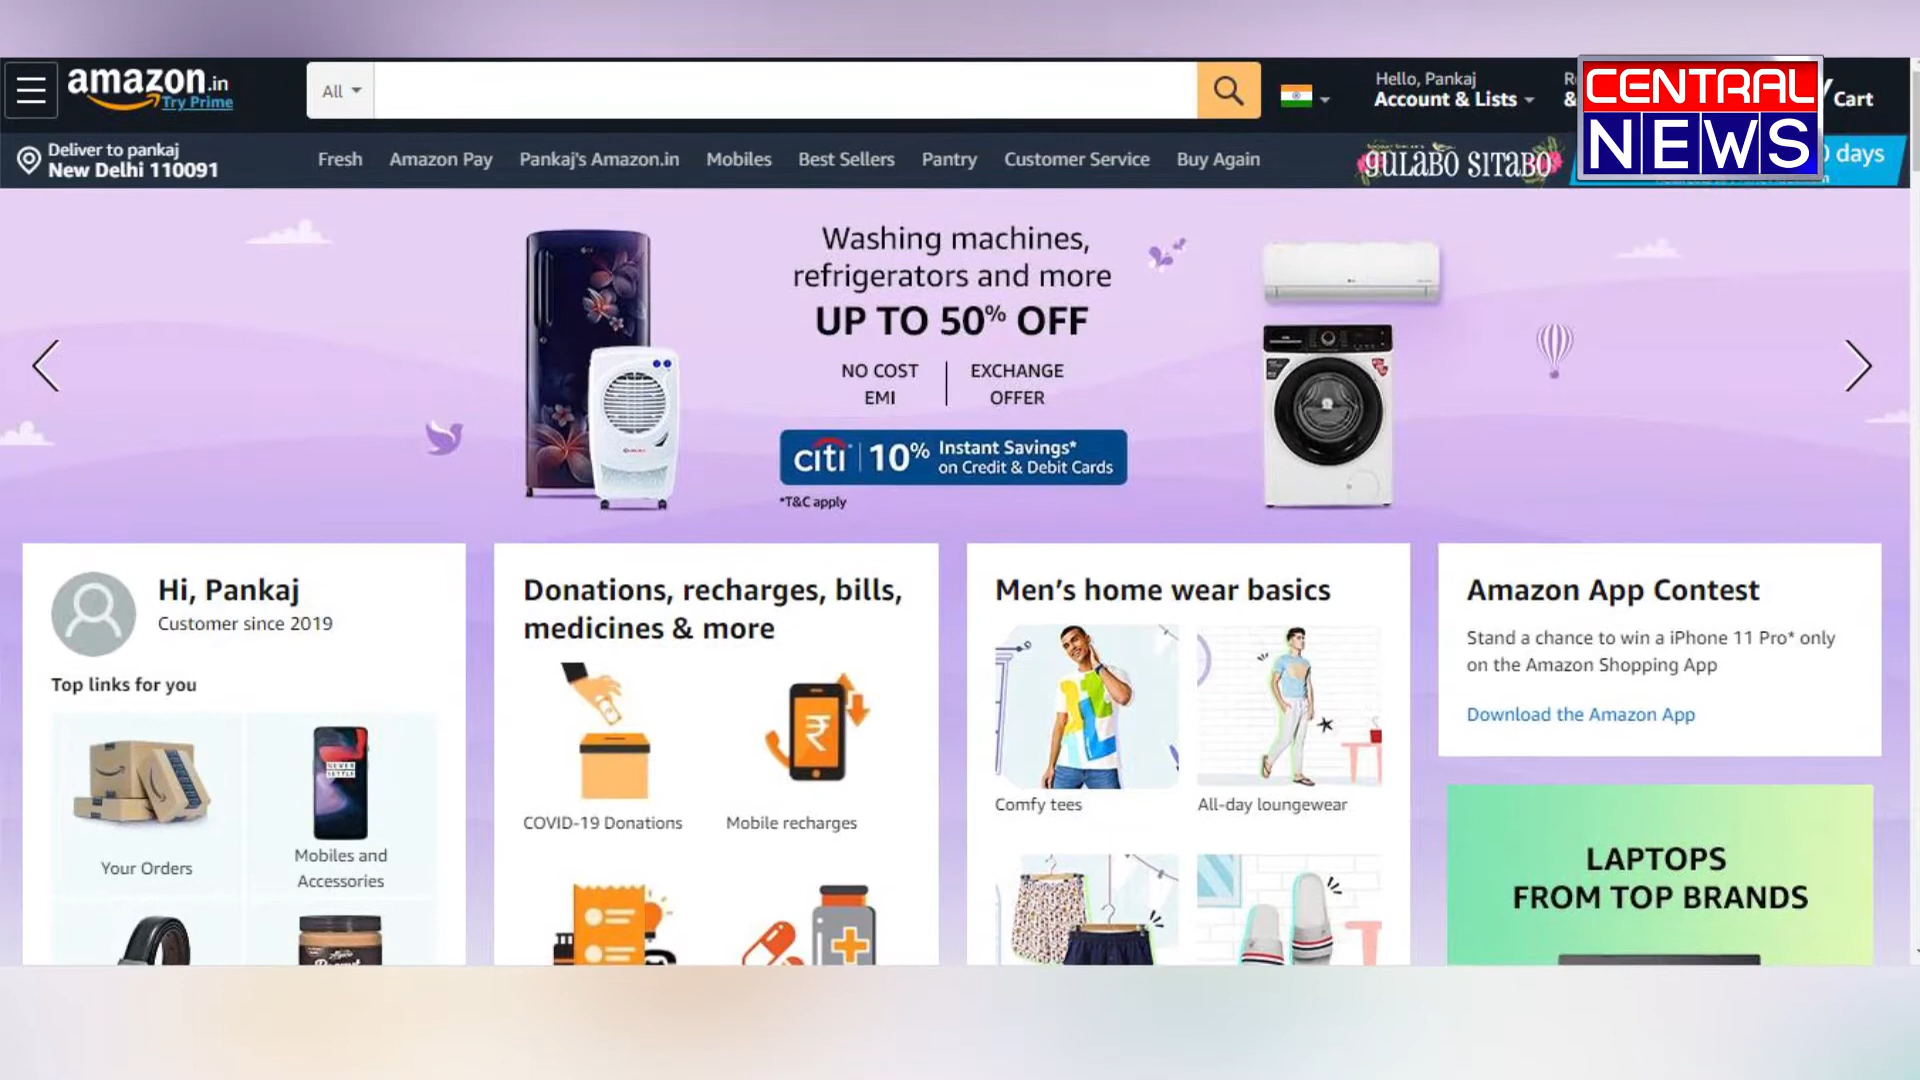 amazon.in
Try Prime
All
Hello, Pankaj
Account & Lists
R
&
Cart
CENTRAL
NEWS
Deliver to pankaj
New Delhi 110091
Fresh
Amazon Pay
Pankaj's Amazon.in
Mobiles
Best Sellers
Pantry
Customer Service
Buy Again
GULABO SITABO
days
Washing machines,
refrigerators and more
UP TO 50% OFF
NO COST
EMI
EXCHANGE
OFFER
citi
10%
Instant Savings*
on Credit & Debit Cards
*T&C apply
Hi, Pankaj
Customer since 2019
Top links for you
NEVER
SETTLE
Your Orders
Mobiles and
Accessories
Donations, recharges, bills,
medicines & more
COVID-19 Donations
Mobile recharges
Men's home wear basics
Comfy tees
All-day loungewear
Amazon App Contest
Stand a chance to win a iPhone 11 Pro* only
on the Amazon Shopping App
Download the Amazon App
LAPTOPS
FROM TOP BRANDS